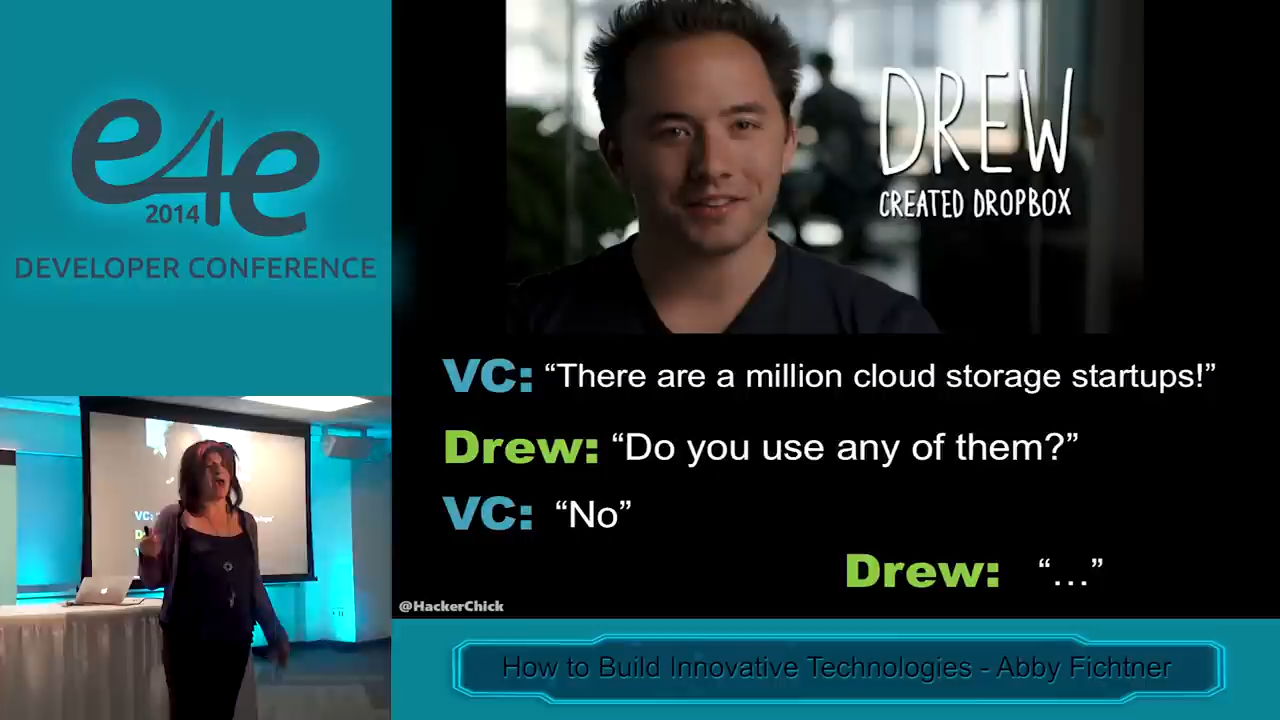 e4e
2014
DEVELOPER CONFERENCE
DREW
CREATED DROPBOX
VC: “There are a million cloud storage startups!”
Drew: “Do you use any of them?”
VC: “No”
Drew: “…”
@HackerChick
How to Build Innovative Technologies - Abby Fichtner